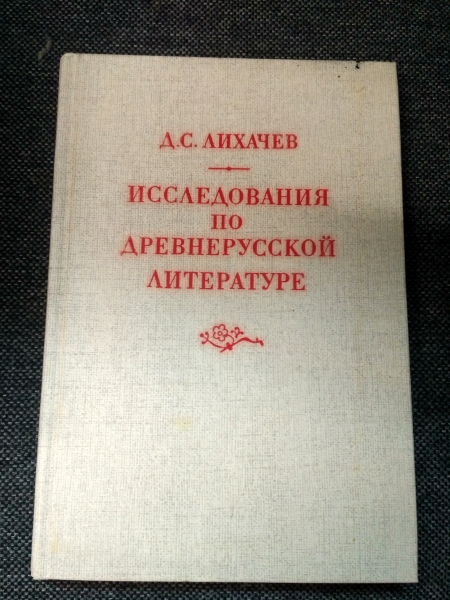 Д.С. ЛИХАЧЕВ
ИССЛЕДОВАНИЯ
ПО
ДРЕВНЕРУССКОЙ
ЛИТЕРАТУРЕ